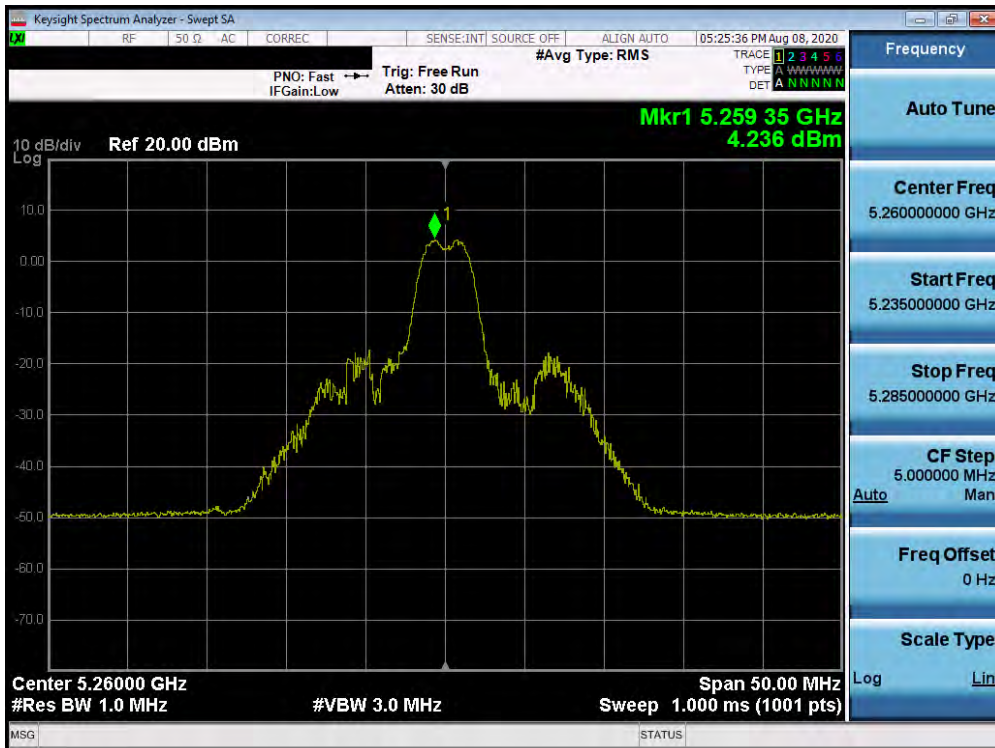 Keysight Spectrum Analyzer - Swept SA
LXI RF 50 Ω AC CORREC SENSE:INT SOURCE OFF ALIGN AUTO 05:25:36 PM Aug 08, 2020
#Avg Type: RMS
TRACE 1 2 3 4 5 6
PNO: Fast Trig: Free Run
TYPE A WWWWW
IFGain:Low Atten: 30 dB
DET A N N N N N
Mkr1 5.259 35 GHz
4.236 dBm
10 dB/div Ref 20.00 dBm
Log
1
10.0
0.00
-10.0
-20.0
-30.0
-40.0
-50.0
-60.0
-70.0
Center 5.26000 GHz Span 50.00 MHz
#Res BW 1.0 MHz #VBW 3.0 MHz Sweep 1.000 ms (1001 pts)
MSG STATUS
Frequency
Auto Tune
Center Freq
5.260000000 GHz
Start Freq
5.235000000 GHz
Stop Freq
5.285000000 GHz
CF Step
5.000000 MHz
Auto Man
Freq Offset
0 Hz
Scale Type
Log Lin